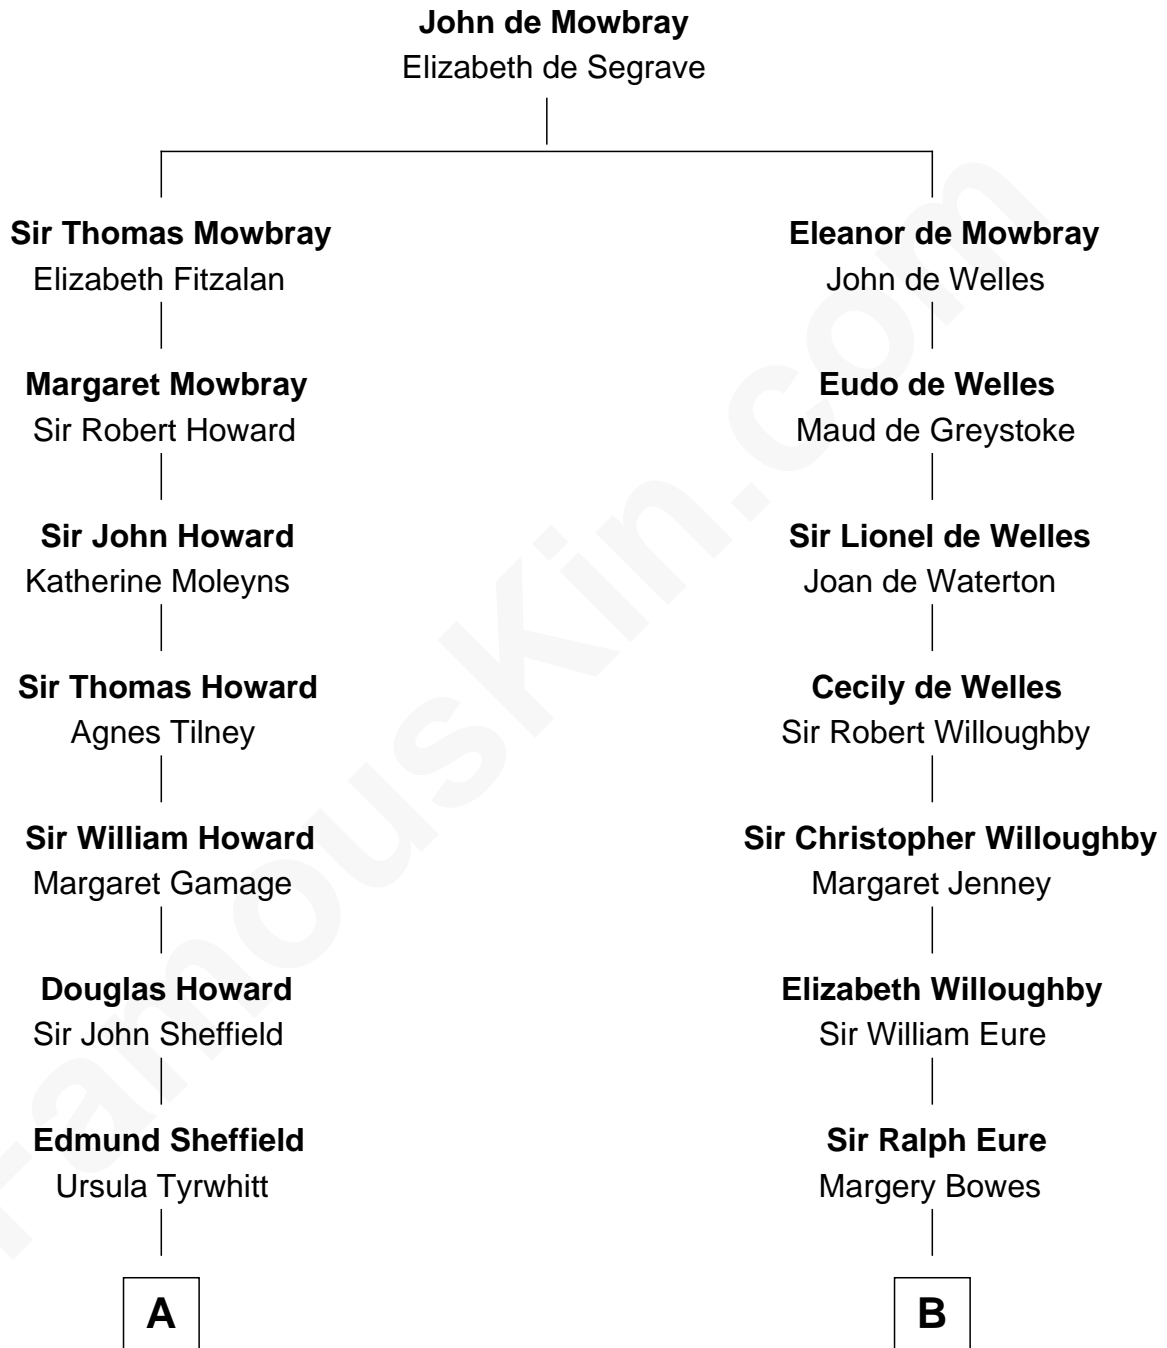 John de Mowbray
Elizabeth de Segrave
Sir Thomas Mowbray
Elizabeth Fitzalan
Eleanor de Mowbray
John de Welles
Margaret Mowbray
Sir Robert Howard
Eudo de Welles
Maud de Greystoke
Sir John Howard
Katherine Moleyns
Sir Lionel de Welles
Joan de Waterton
Sir Thomas Howard
Agnes Tilney
Cecily de Welles
Sir Robert Willoughby
Sir William Howard
Margaret Gamage
Sir Christopher Willoughby
Margaret Jenney
Douglas Howard
Sir John Sheffield
Elizabeth Willoughby
Sir William Eure
Edmund Sheffield
Ursula Tyrwhitt
Sir Ralph Eure
Margery Bowes
A
B
FamousKin.com